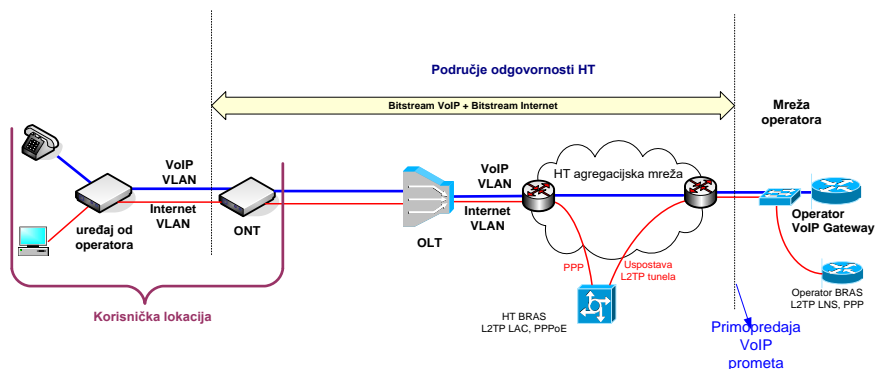 Područje odgovornosti HT
Bitstream VoIP + Bitstream Internet
Mreža
operatora
VoIP
VLAN
Internet
VLAN
uređaj od
operatora
ONT
OLT
VoIP
VLAN
Internet
VLAN
HT agregacijska mreža
Operator
VoIP Gateway
PPP
Uspostava
L2TP tunela
HT BRAS
L2TP LAC, PPPoE
Operator BRAS
L2TP LNS, PPP
Korisnička lokacija
Primopredaja
VoIP
prometa